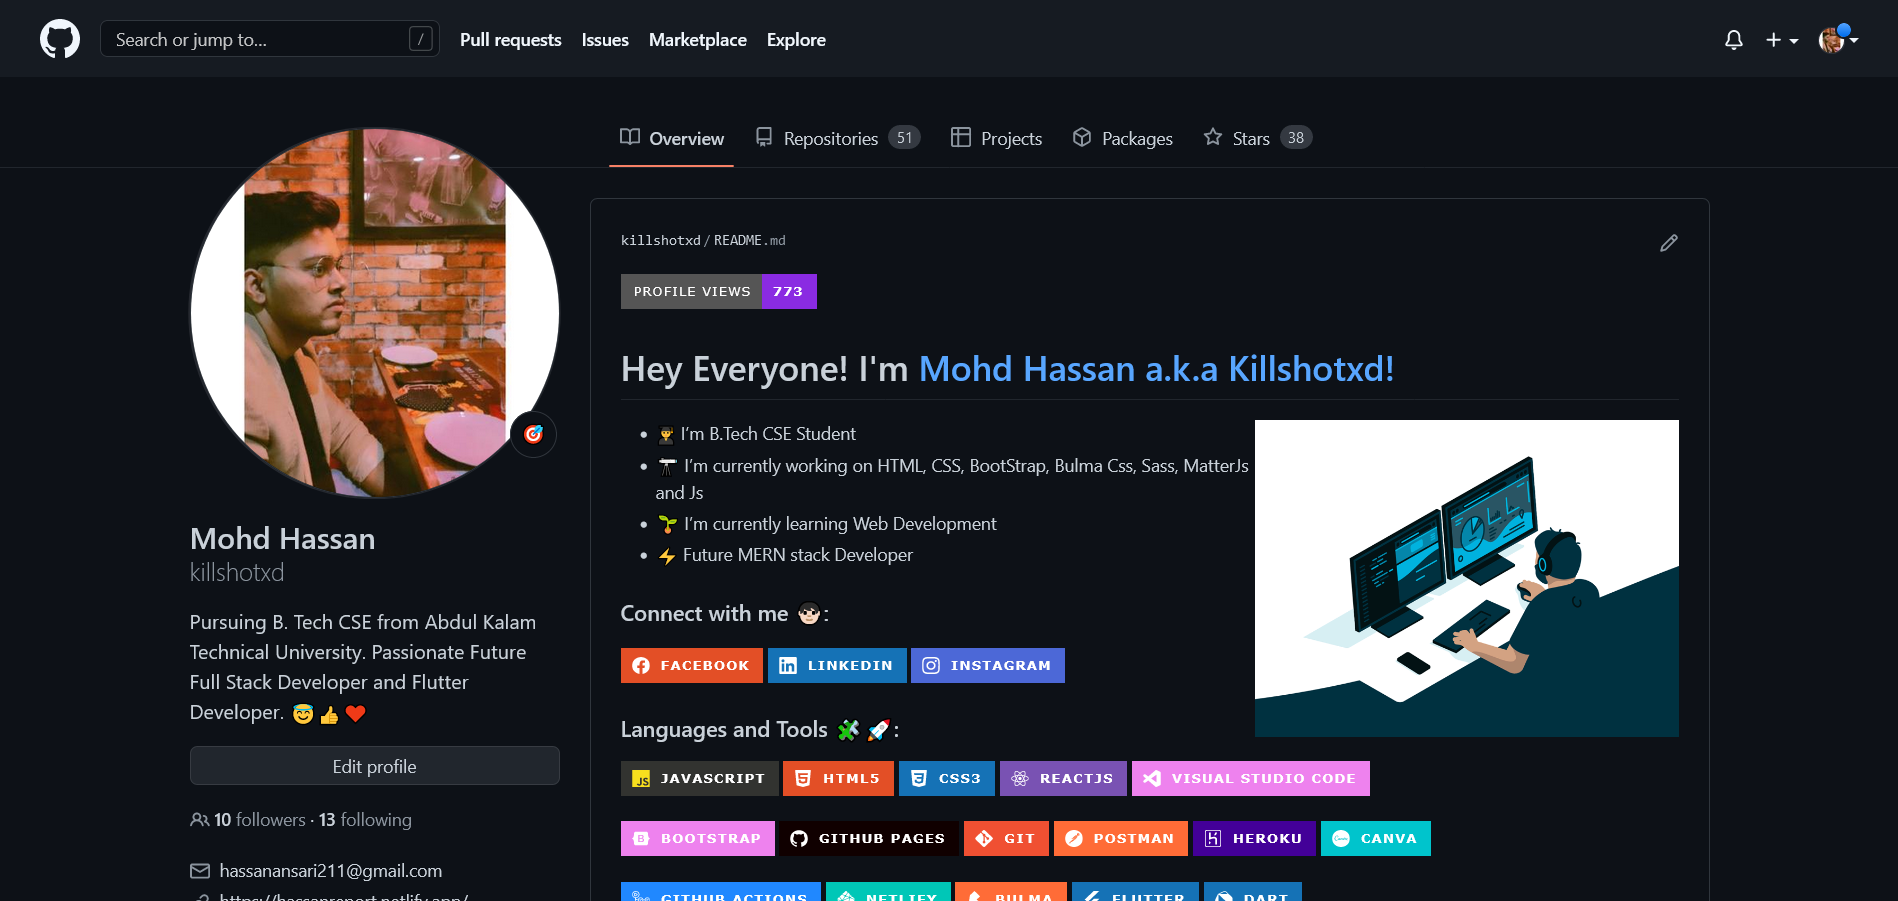 Search or jump to... /
Pull requests
Issues
Marketplace
Explore
Overview
Repositories 51
Projects
Packages
Stars 38
Mohd Hassan
killshotxd
Pursuing B. Tech CSE from Abdul Kalam
Technical University. Passionate Future
Full Stack Developer and Flutter
Developer. 😇👍❤️
Edit profile
10 followers · 13 following
hassanansari211@gmail.com
https://hassanreport.netlify.app/
killshotxd/README.md
PROFILE VIEWS 773
Hey Everyone! I'm Mohd Hassan a.k.a Killshotxd!
I’m B.Tech CSE Student
I’m currently working on HTML, CSS, BootStrap, Bulma Css, Sass, MatterJs
and Js
I’m currently learning Web Development
⚡ Future MERN stack Developer
Connect with me :
FACEBOOK
LINKEDIN
INSTAGRAM
Languages and Tools 🚀:
JAVASCRIPT
HTML5
CSS3
REACTJS
VISUAL STUDIO CODE
BOOTSTRAP
GITHUB PAGES
GIT
POSTMAN
HEROKU
CANVA
GITHUB ACTIONS
NETLIFY
BULMA
FLUTTER
DART